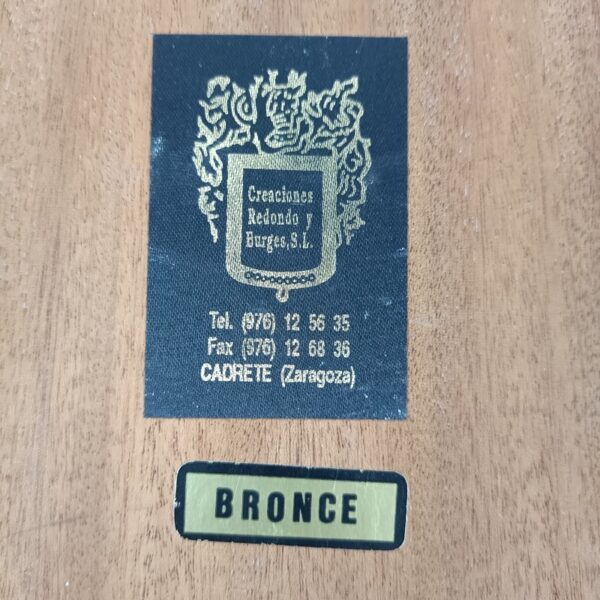 Creaciones
Redondo y
Burges, S.L.
Tel. (976) 12 56 35
Fax (976) 12 68 36
CADRETE (Zaragoza)
BRONCE